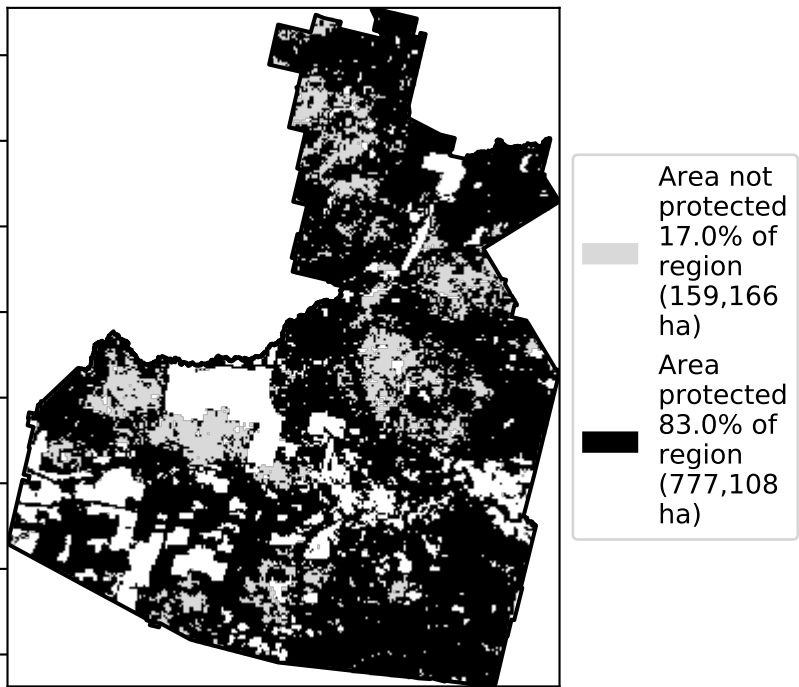 Area not
protected
17.0% of
region
(159,166
ha)
Area
protected
83.0% of
region
(777,108
ha)